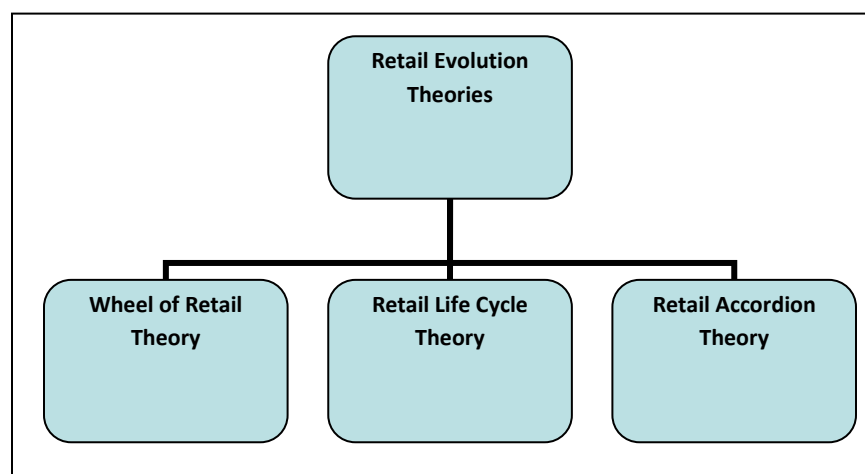 Retail Evolution
Theories
Wheel of Retail
Theory
Retail Life Cycle
Theory
Retail Accordion
Theory